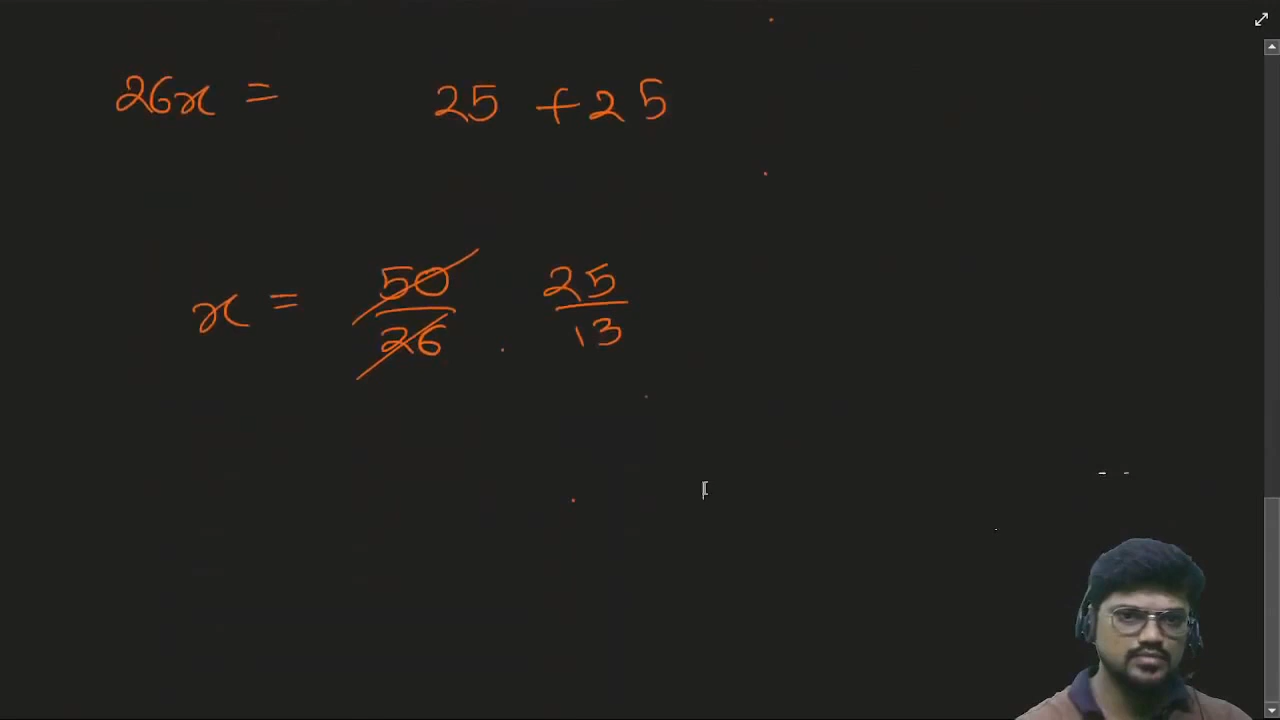 26x = 25 + 25
x = 50/26 25/13